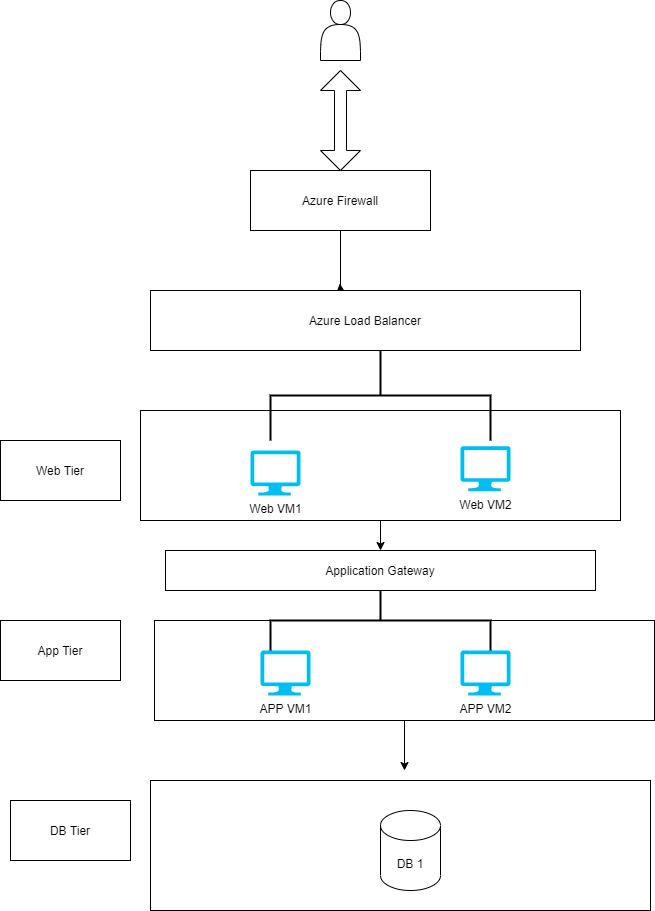 Azure Firewall
Azure Load Balancer
Web Tier
Web VM1
Web VM2
Application Gateway
App Tier
APP VM1
APP VM2
DB Tier
DB 1